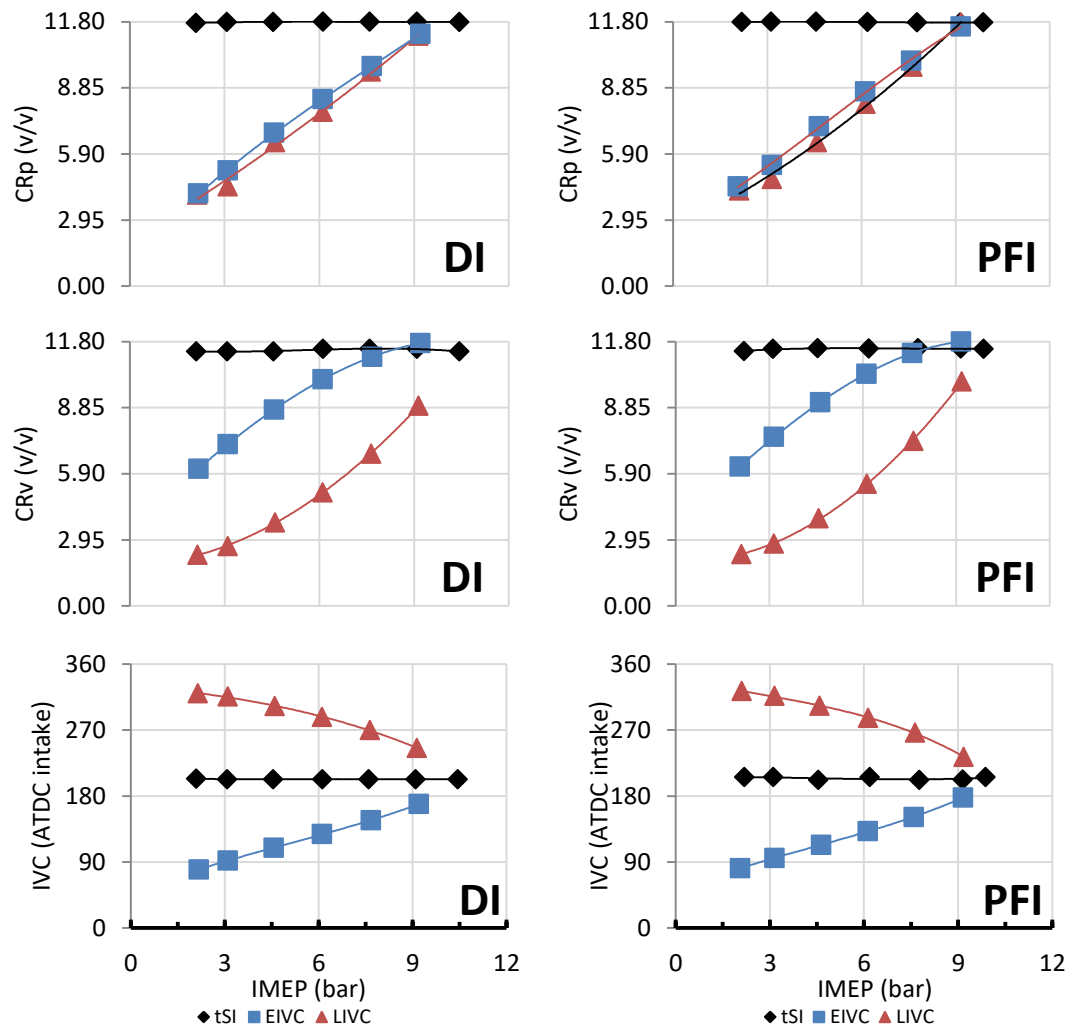 CRp (v/v)
11.80
8.85
5.90
2.95
0.00
DI
CRp (v/v)
11.80
8.85
5.90
2.95
0.00
PFI
CRv (v/v)
11.80
8.85
5.90
2.95
0.00
DI
CRv (v/v)
11.80
8.85
5.90
2.95
0.00
PFI
IVC (ATDC intake)
360
270
180
90
0
DI
0 3 6 9 12
IMEP (bar)
tSI EIVC LIVC
IVC (ATDC intake)
360
270
180
90
0
PFI
0 3 6 9 12
IMEP (bar)
tSI EIVC LIVC